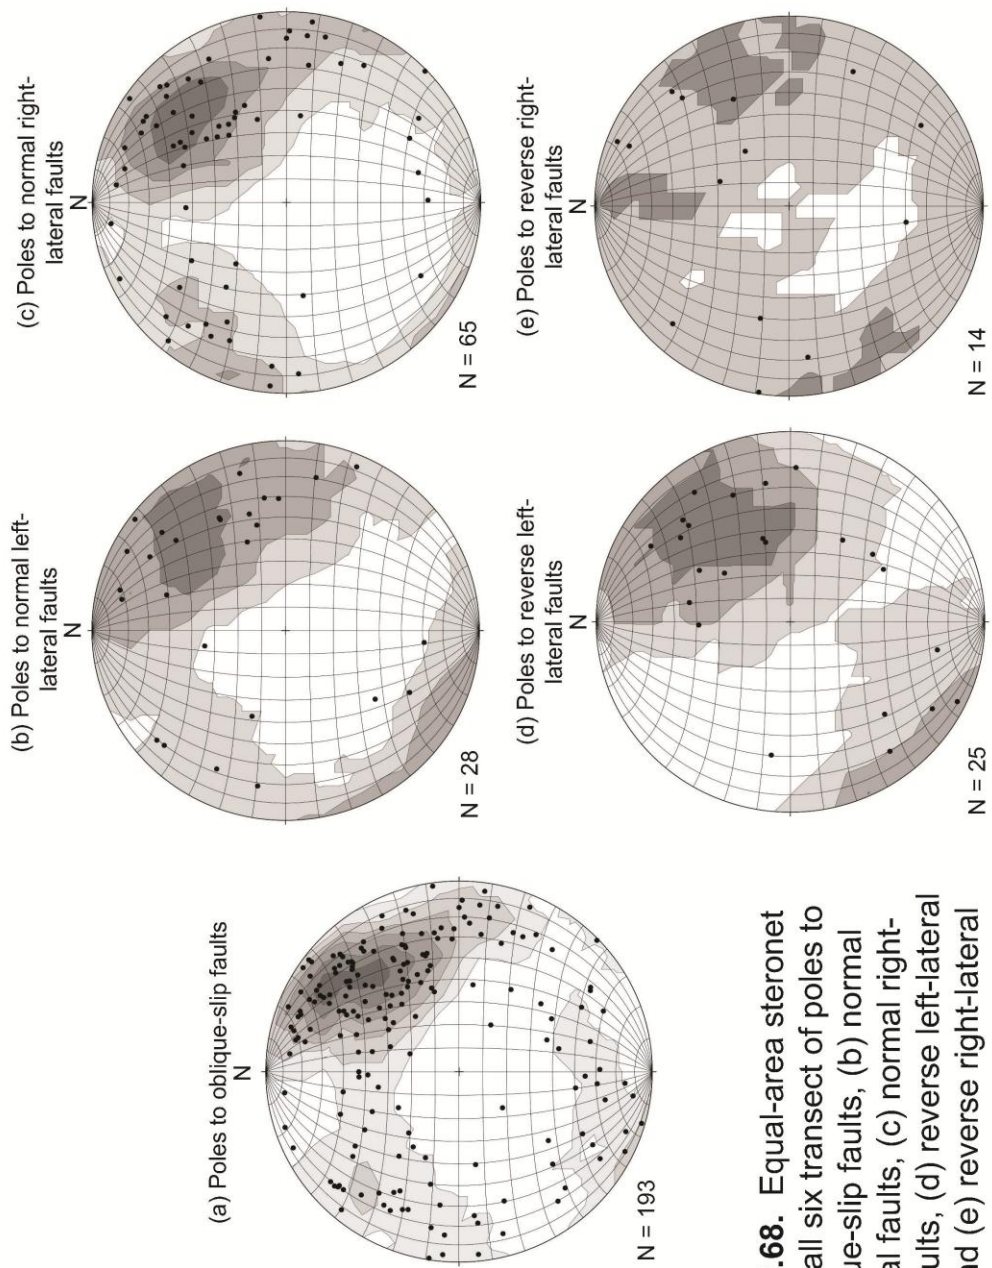 (a) Poles to oblique-slip faults
N
N = 193
(b) Poles to normal left-
lateral faults
N
N = 28
(c) Poles to normal right-
lateral faults
N
N = 65
(d) Poles to reverse left-
lateral faults
N
N = 25
(e) Poles to reverse right-
lateral faults
N
N = 14
.68. Equal-area steronet
all six transect of poles to
ue-slip faults, (b) normal
al faults, (c) normal right-
ults, (d) reverse left-lateral
nd (e) reverse right-lateral